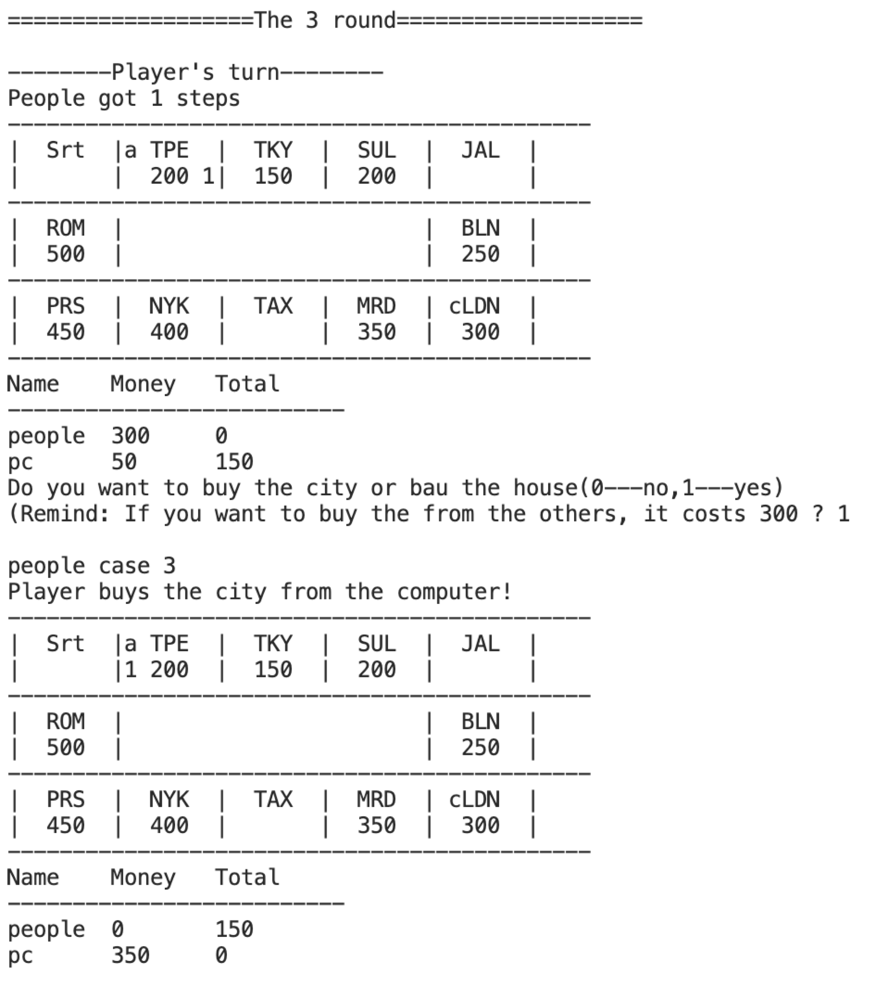 ===================The 3 round===================
--------Player's turn--------
People got 1 steps
---------------------------------------------
|  Srt  |a TPE  |  TKY  |  SUL  |  JAL  |
|       |  200 1|  150  |  200  |       |
---------------------------------------------
|  ROM  |                       |  BLN  |
|  500  |                       |  250  |
---------------------------------------------
|  PRS  |  NYK  |  TAX  |  MRD  | cLDN  |
|  450  |  400  |       |  350  |  300  |
---------------------------------------------
Name    Money   Total
--------------------------
people  300     0
pc      50      150
Do you want to buy the city or bau the house(0---no,1---yes)
(Remind: If you want to buy the from the others, it costs 300 ? 1
people case 3
Player buys the city from the computer!
---------------------------------------------
|  Srt  |a TPE  |  TKY  |  SUL  |  JAL  |
|       |1 200  |  150  |  200  |       |
---------------------------------------------
|  ROM  |                       |  BLN  |
|  500  |                       |  250  |
---------------------------------------------
|  PRS  |  NYK  |  TAX  |  MRD  | cLDN  |
|  450  |  400  |       |  350  |  300  |
---------------------------------------------
Name    Money   Total
--------------------------
people  0       150
pc      350     0